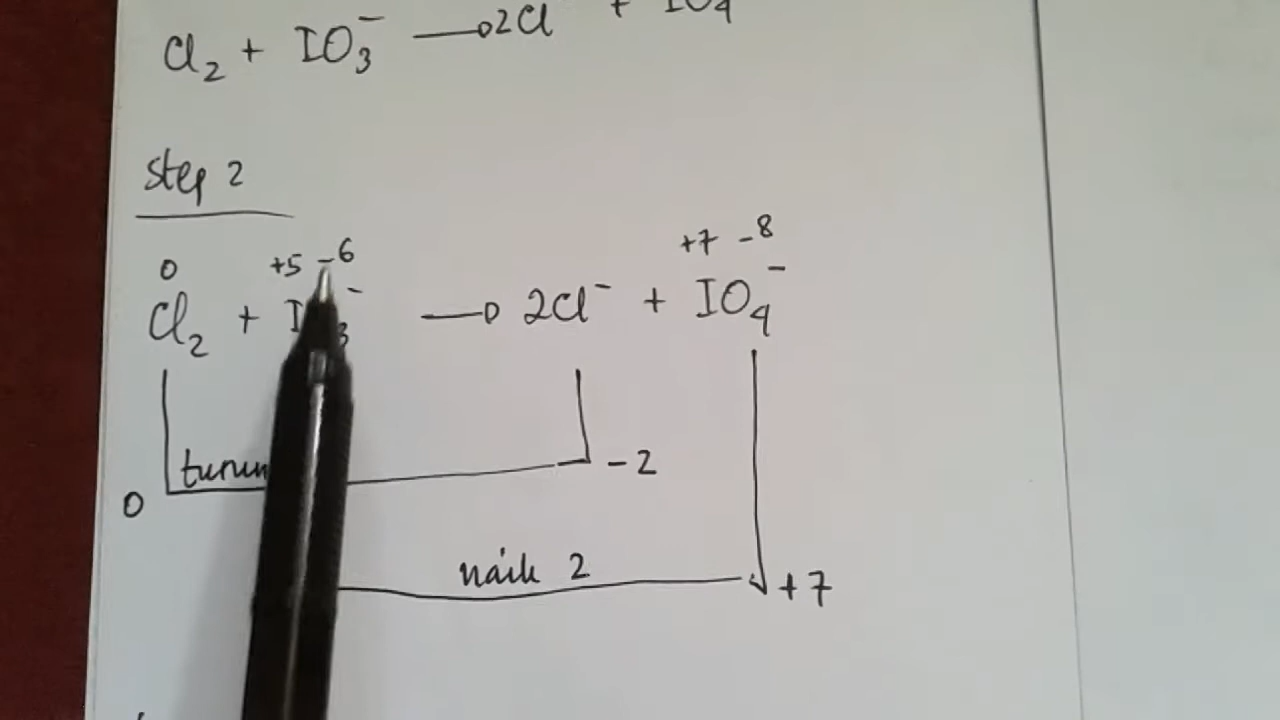 Cl₂ + IO₃⁻ → 2Cl + IO₄
Step 2
0 +5 -6 +7 -8
Cl₂ + I ₃⁻ → 2Cl⁻ + IO₄⁻
-2
0
naik 2 +7